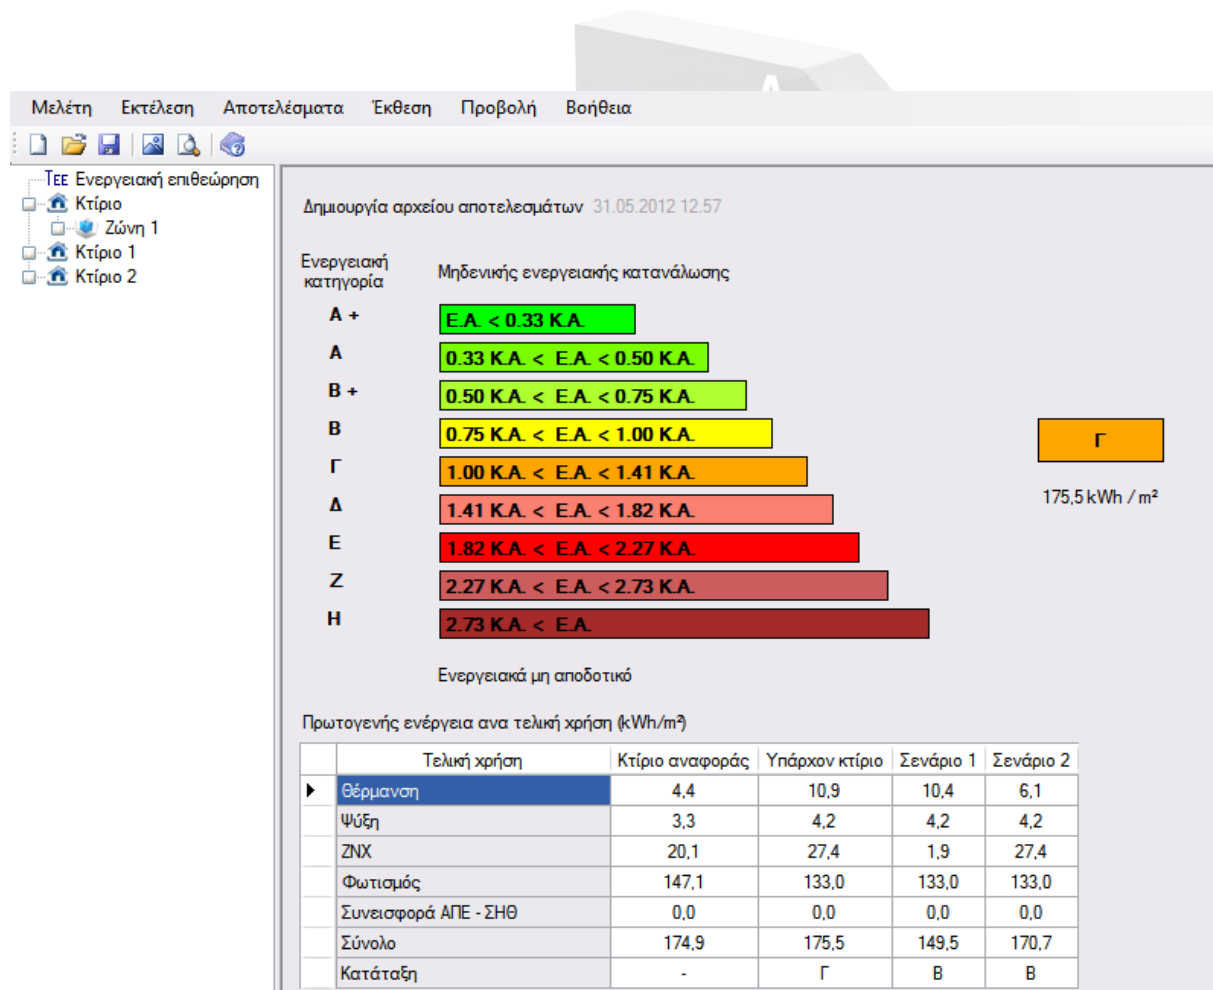 Α
Μελέτη Εκτέλεση Αποτελέσματα Έκθεση Προβολή Βοήθεια
ΤΕΕ Ενεργειακή επιθεώρηση
Κτίριο
Ζώνη 1
Κτίριο 1
Κτίριο 2
Δημιουργία αρχείου αποτελεσμάτων 31.05.2012 12.57
Ενεργειακή
κατηγορία
Μηδενικής ενεργειακής κατανάλωσης
Α + Ε.Α. < 0.33 Κ.Α.
Α 0.33 Κ.Α. < Ε.Α. < 0.50 Κ.Α.
Β + 0.50 Κ.Α. < Ε.Α. < 0.75 Κ.Α.
Β 0.75 Κ.Α. < Ε.Α. < 1.00 Κ.Α.
Γ 1.00 Κ.Α. < Ε.Α. < 1.41 Κ.Α.
Δ 1.41 Κ.Α. < Ε.Α. < 1.82 Κ.Α.
Ε 1.82 Κ.Α. < Ε.Α. < 2.27 Κ.Α.
Ζ 2.27 Κ.Α. < Ε.Α. < 2.73 Κ.Α.
Η 2.73 Κ.Α. < Ε.Α.
Γ
175,5 kWh / m²
Ενεργειακά μη αποδοτικό
Πρωτογενής ενέργεια ανα τελική χρήση (kWh/m²)
Τελική χρήση Κτίριο αναφοράς Υπάρχον κτίριο Σενάριο 1 Σενάριο 2
Θέρμανση 4,4 10,9 10,4 6,1
Ψύξη 3,3 4,2 4,2 4,2
ΖΝΧ 20,1 27,4 1,9 27,4
Φωτισμός 147,1 133,0 133,0 133,0
Συνεισφορά ΑΠΕ - ΣΗΘ 0,0 0,0 0,0 0,0
Σύνολο 174,9 175,5 149,5 170,7
Κατάταξη - Γ Β Β